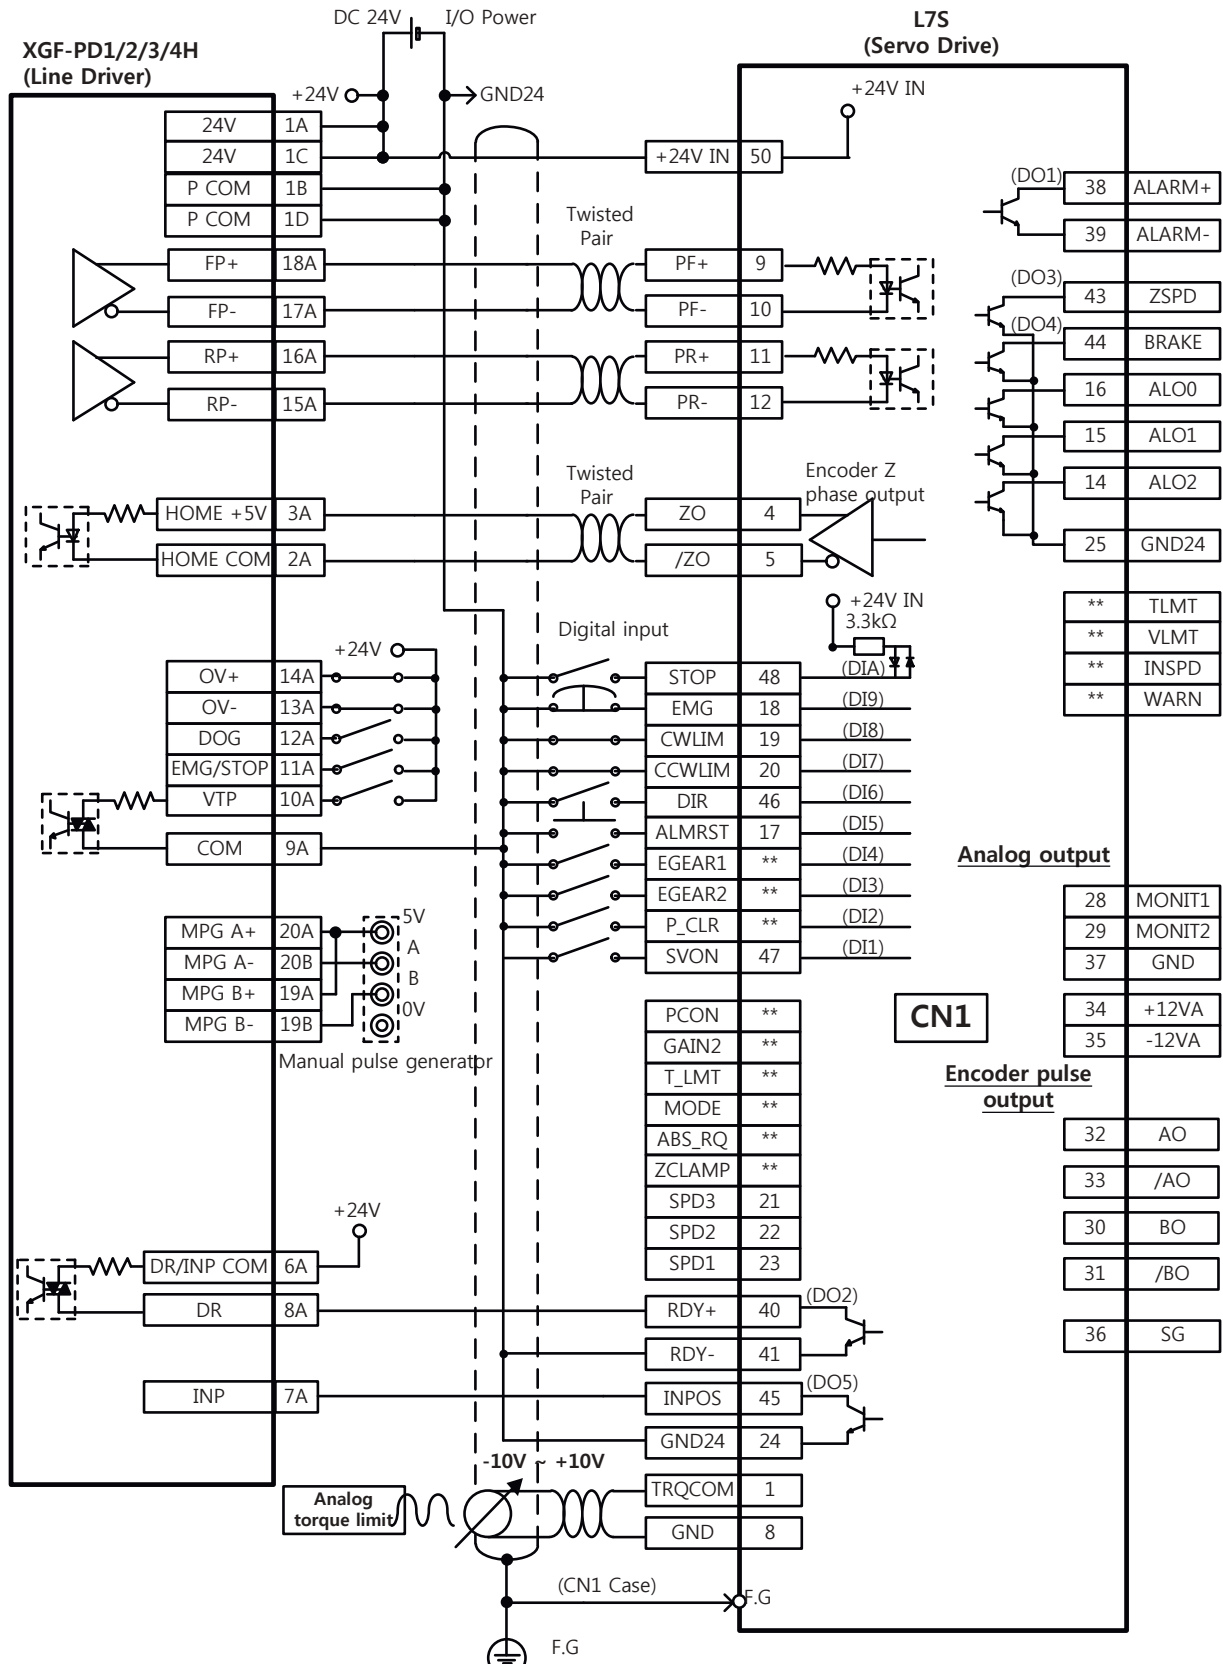 DC 24V I/O Power
L7S
(Servo Drive)
XGF-PD1/2/3/4H
(Line Driver)
+24V
GND24
+24V IN
24V 1A
24V 1C
P COM 1B
P COM 1D
FP+ 18A
FP- 17A
RP+ 16A
RP- 15A
HOME +5V 3A
HOME COM 2A
+24V
OV+ 14A
OV- 13A
DOG 12A
EMG/STOP 11A
VTP 10A
COM 9A
MPG A+ 20A
MPG A- 20B
MPG B+ 19A
MPG B- 19B
5V
A
B
0V
Manual pulse generator
+24V
DR/INP COM 6A
DR 8A
INP 7A
Analog
torque limit
-10V ~ +10V
Twisted
Pair
Twisted
Pair
Digital input
+24V IN 50
PF+ 9
PF- 10
PR+ 11
PR- 12
ZO 4
/ZO 5
Encoder Z
phase output
+24V IN
3.3kΩ
STOP 48 (DIA)
EMG 18 (DI9)
CWLIM 19 (DI8)
CCWLIM 20 (DI7)
DIR 46 (DI6)
ALMRST 17 (DI5)
EGEAR1 ** (DI4)
EGEAR2 ** (DI3)
P_CLR ** (DI2)
SVON 47 (DI1)
PCON **
GAIN2 **
T_LMT **
MODE **
ABS_RQ **
ZCLAMP **
SPD3 21
SPD2 22
SPD1 23
RDY+ 40 (DO2)
RDY- 41
INPOS 45 (DO5)
GND24 24
TRQCOM 1
GND 8
(CN1 Case)
F.G
F.G
CN1
(DO1) 38 ALARM+
39 ALARM-
(DO3) 43 ZSPD
(DO4) 44 BRAKE
16 ALO0
15 ALO1
14 ALO2
25 GND24
** TLMT
** VLMT
** INSPD
** WARN
Analog output
28 MONIT1
29 MONIT2
37 GND
34 +12VA
35 -12VA
Encoder pulse
output
32 AO
33 /AO
30 BO
31 /BO
36 SG